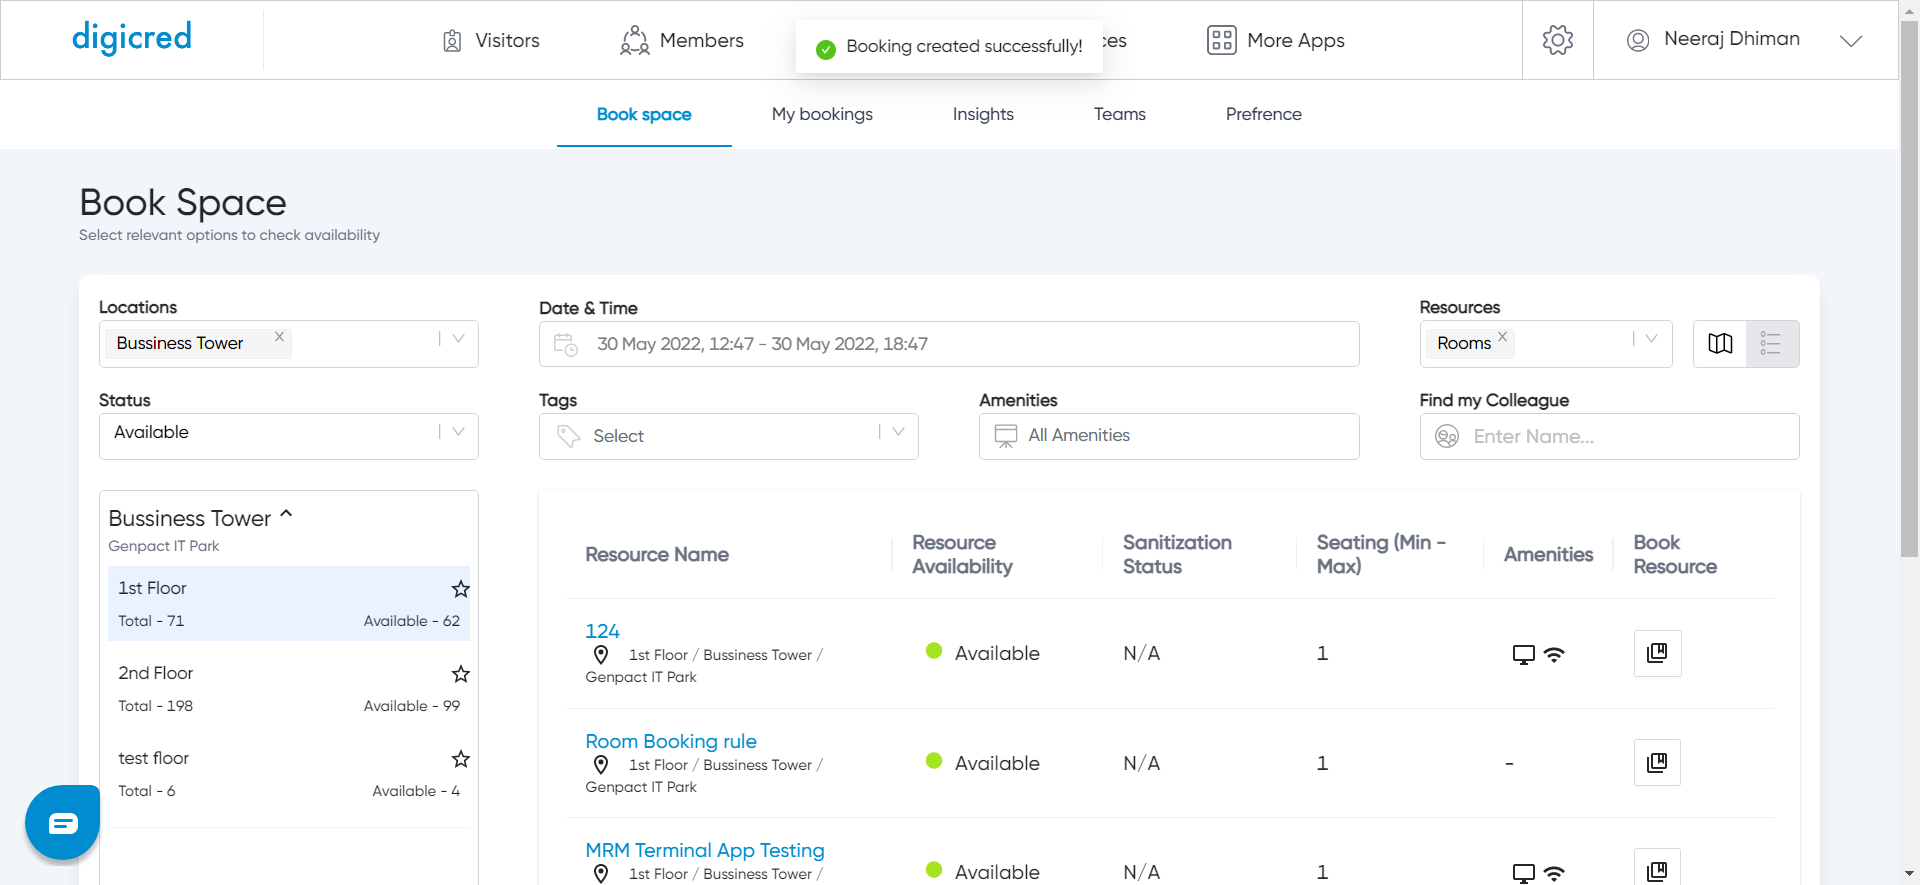 digicred
Visitors
Members
Booking created successfully!
ces
More Apps
Neeraj Dhiman
Book space
My bookings
Insights
Teams
Prefrence
Book Space
Select relevant options to check availability
Locations
Bussiness Tower
Date & Time
30 May 2022, 12:47 - 30 May 2022, 18:47
Resources
Rooms
Status
Available
Tags
Select
Amenities
All Amenities
Find my Colleague
Enter Name...
Bussiness Tower
Genpact IT Park
1st Floor
Total - 71 Available - 62
2nd Floor
Total - 198 Available - 99
test floor
Total - 6 Available - 4
Resource Name
Resource
Availability
Sanitization
Status
Seating (Min -
Max)
Amenities
Book
Resource
124
1st Floor / Bussiness Tower /
Genpact IT Park
Available
N/A
1
Room Booking rule
1st Floor / Bussiness Tower /
Genpact IT Park
Available
N/A
1
-
MRM Terminal App Testing
1st Floor / Bussiness Tower /
Available
N/A
1